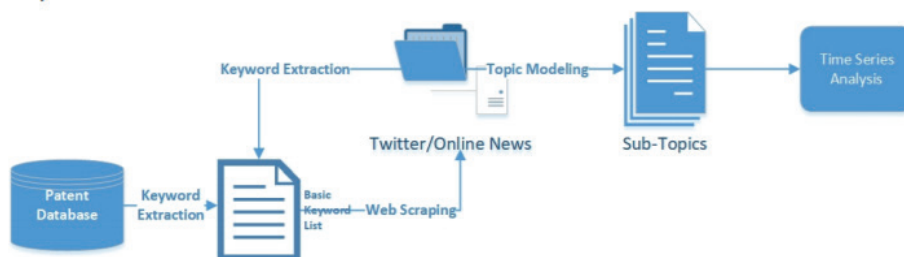 Keyword Extraction
Topic Modeling
Time Series
Analysis
Twitter/Online News
Sub-Topics
Patent
Database
Keyword
Extraction
Basic
Keyword
List
Web Scraping